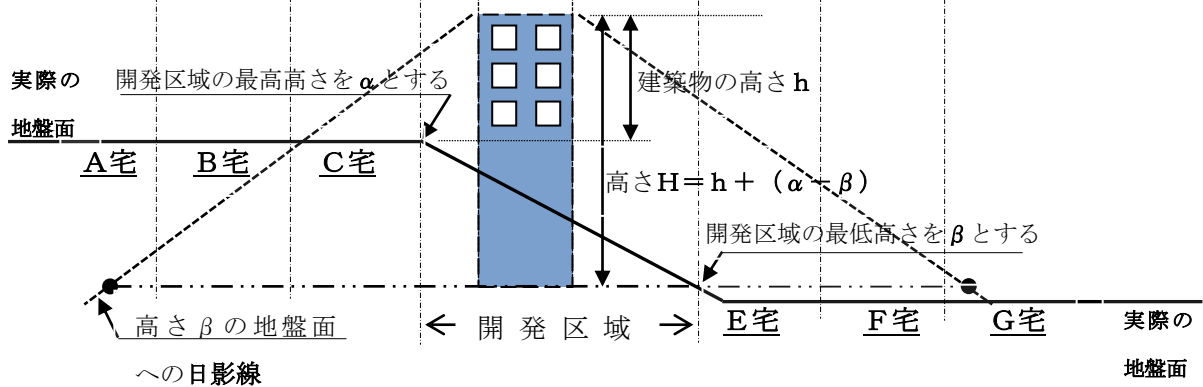 実際の
地盤面
開発区域の最高高さを α とする
建築物の高さ h
A宅
B宅
C宅
高さH=h+(α-β)
開発区域の最低高さを β とする
高さβの地盤面
への日影線
開発区域
E宅
F宅
G宅
実際の
地盤面